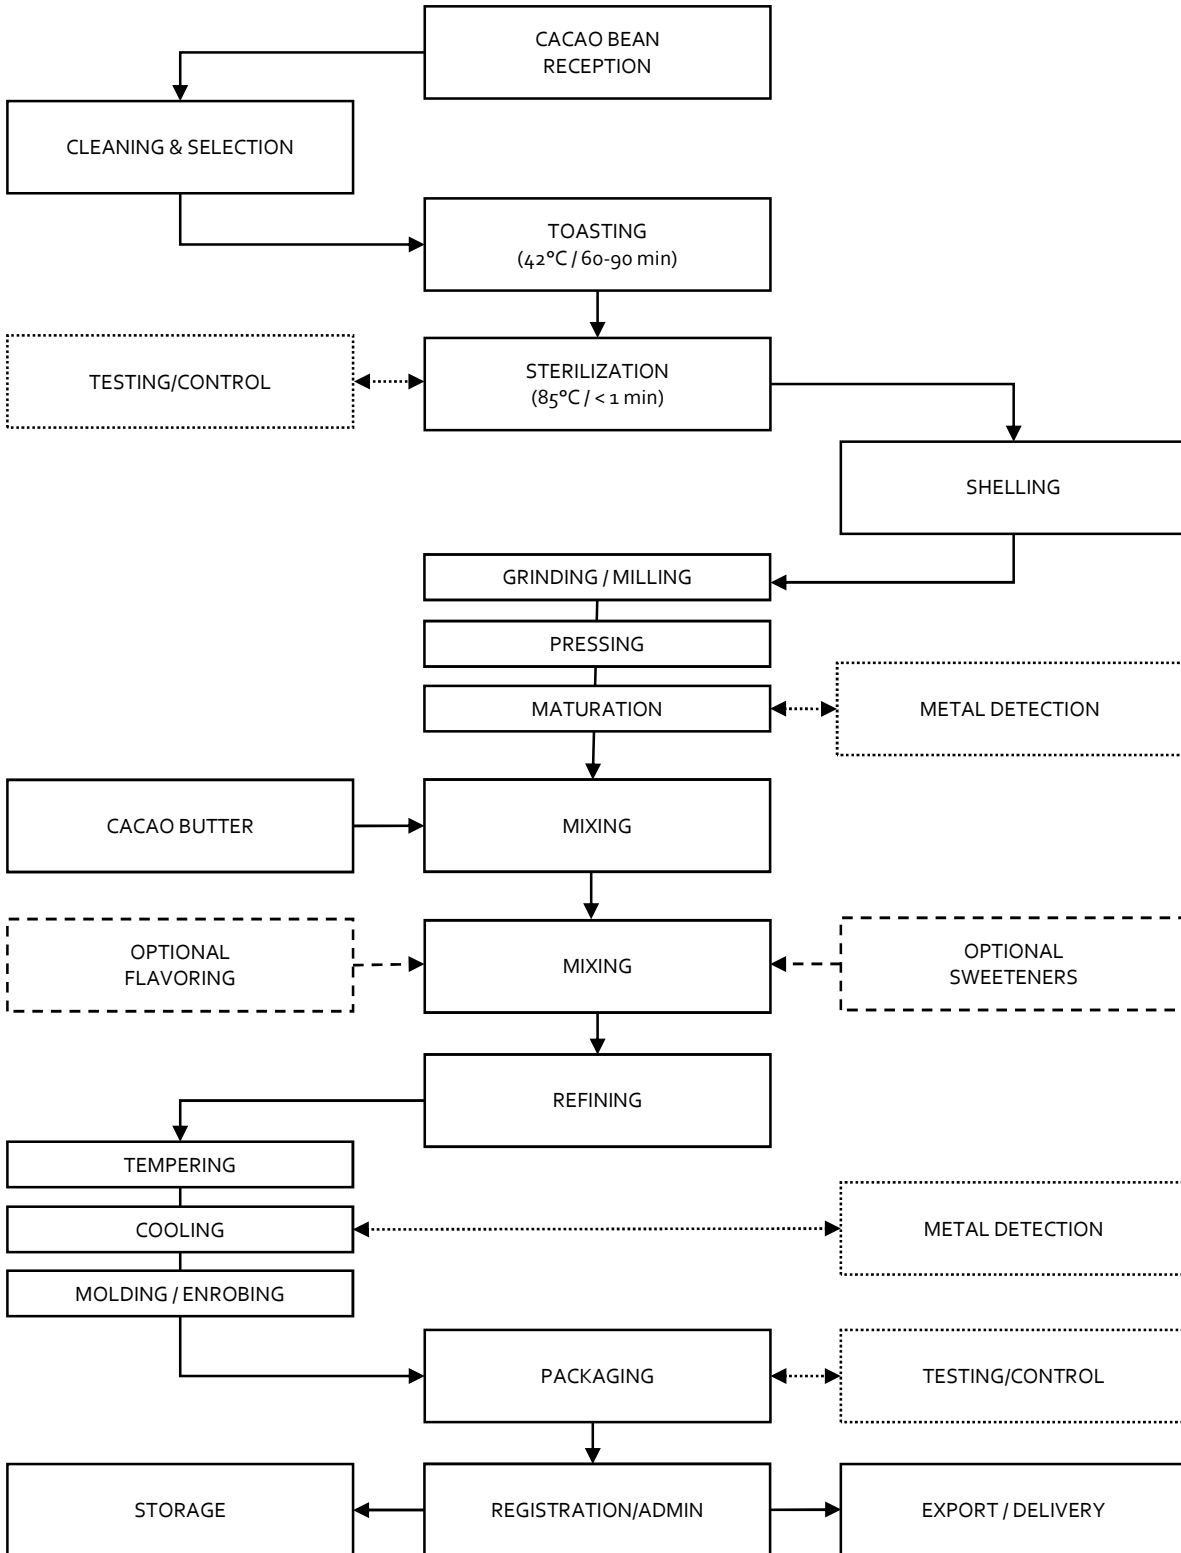 CACAO BEAN
RECEPTION
CLEANING & SELECTION
TOASTING
(42°C / 60-90 min)
TESTING/CONTROL
STERILIZATION
(85°C / < 1 min)
SHELLING
GRINDING / MILLING
PRESSING
MATURATION
METAL DETECTION
CACAO BUTTER
MIXING
OPTIONAL
FLAVORING
MIXING
OPTIONAL
SWEETENERS
REFINING
TEMPERING
COOLING
METAL DETECTION
MOLDING / ENROBING
PACKAGING
TESTING/CONTROL
STORAGE
REGISTRATION/ADMIN
EXPORT / DELIVERY